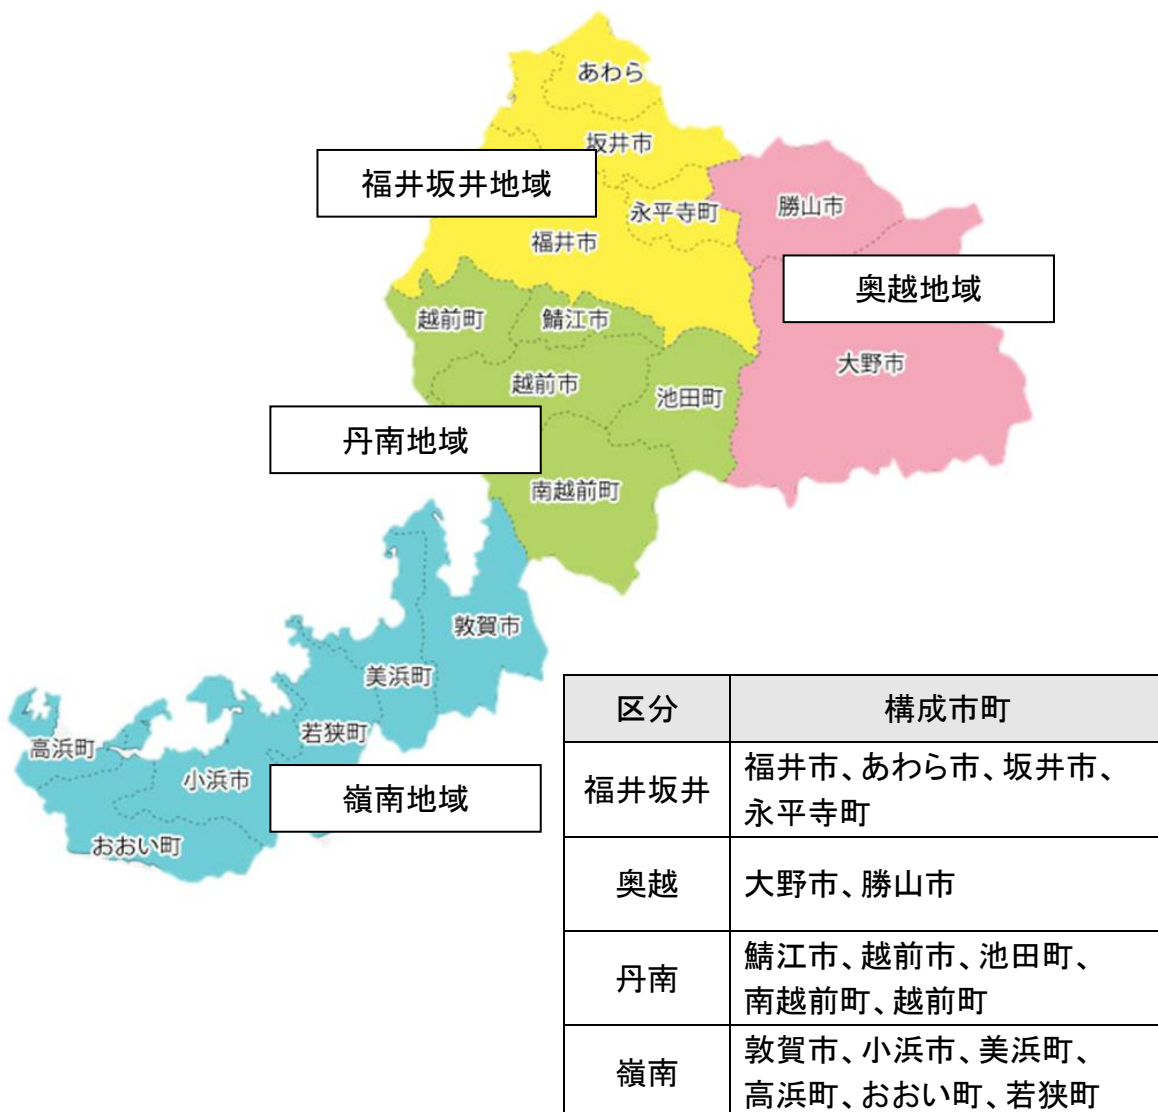 あわら
坂井市
福井坂井地域
永平寺町
勝山市
福井市
奥越地域
越前町
鯖江市
大野市
越前市
池田町
丹南地域
南越前町
敦賀市
美浜町
若狭町
高浜町
小浜市
嶺南地域
おおい町
区分 構成市町
福井坂井 福井市、あわら市、坂井市、
永平寺町
奥越 大野市、勝山市
丹南 鯖江市、越前市、池田町、
南越前町、越前町
嶺南 敦賀市、小浜市、美浜町、
高浜町、おおい町、若狭町